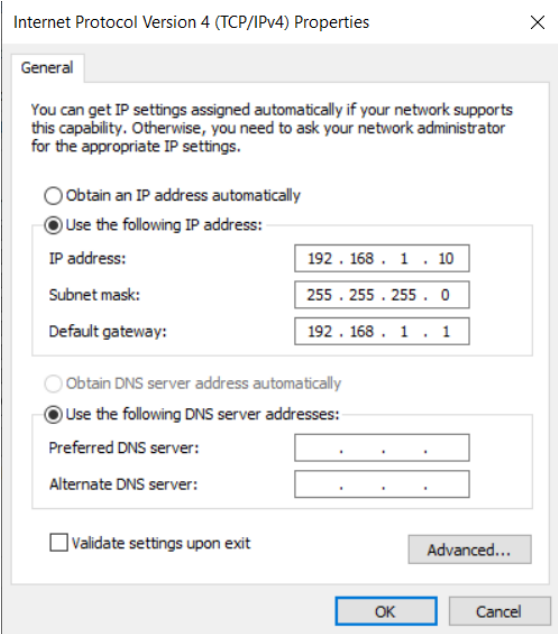 Internet Protocol Version 4 (TCP/IPv4) Properties
General
You can get IP settings assigned automatically if your network supports
this capability. Otherwise, you need to ask your network administrator
for the appropriate IP settings.
Obtain an IP address automatically
Use the following IP address:
IP address: 192 . 168 . 1 . 10
Subnet mask: 255 . 255 . 255 . 0
Default gateway: 192 . 168 . 1 . 1
Obtain DNS server address automatically
Use the following DNS server addresses:
Preferred DNS server: . . .
Alternate DNS server: . . .
Validate settings upon exit
Advanced...
OK Cancel